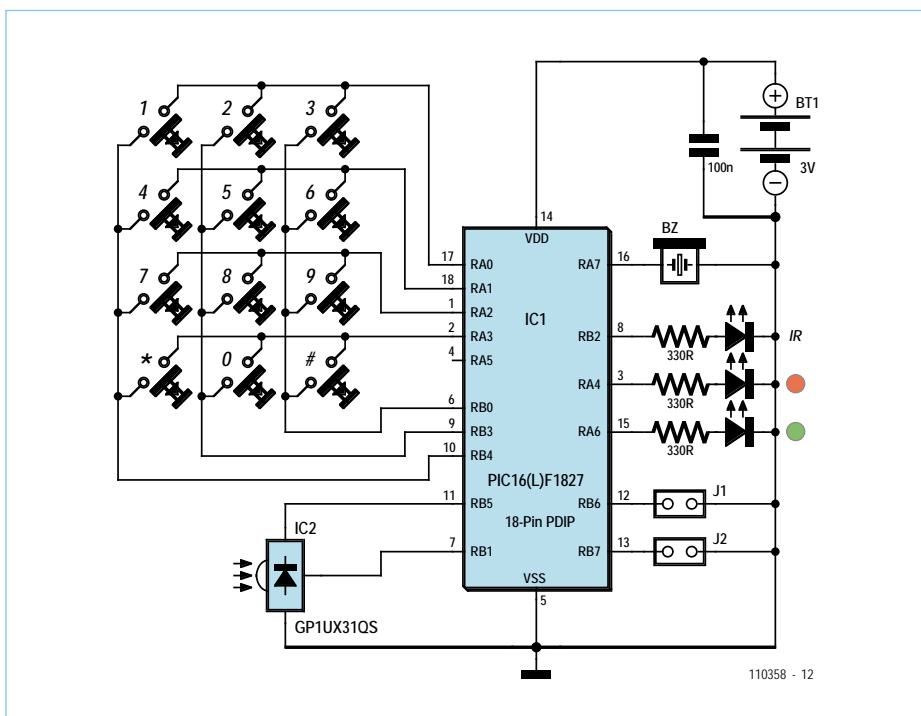 1
2
3
4
5
6
7
8
9
*
0
#
BT1
3V
100n
14
VDD
17
RA0
18
RA1
1
RA2
2
RA3
4
RA5
6
RB0
9
RB3
10
RB4
11
RB5
7
RB1
IC1
PIC16(L)F1827
18-Pin PDIP
VSS
5
16
RA7
BZ
8
RB2
330R
IR
3
RA4
330R
15
RA6
330R
12
RB6
J1
13
RB7
J2
IC2
GP1UX31QS
110358 - 12